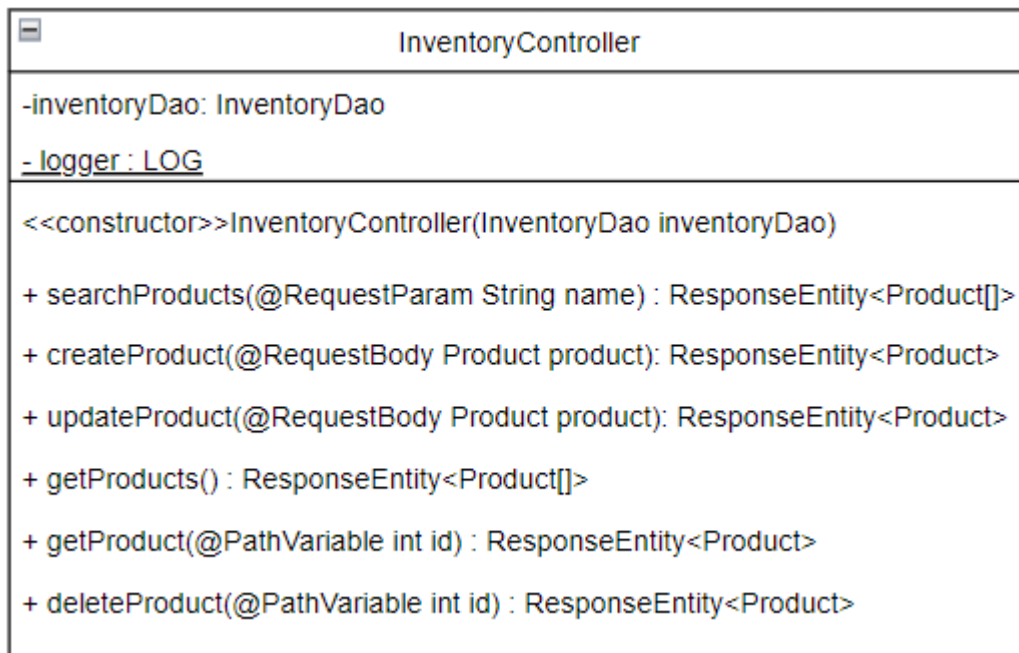 InventoryController
-inventoryDao: InventoryDao
- logger : LOG
<<constructor>>InventoryController(InventoryDao inventoryDao)
+ searchProducts(@RequestParam String name) : ResponseEntity<Product[]>
+ createProduct(@RequestBody Product product): ResponseEntity<Product>
+ updateProduct(@RequestBody Product product): ResponseEntity<Product>
+ getProducts() : ResponseEntity<Product[]>
+ getProduct(@PathVariable int id) : ResponseEntity<Product>
+ deleteProduct(@PathVariable int id) : ResponseEntity<Product>